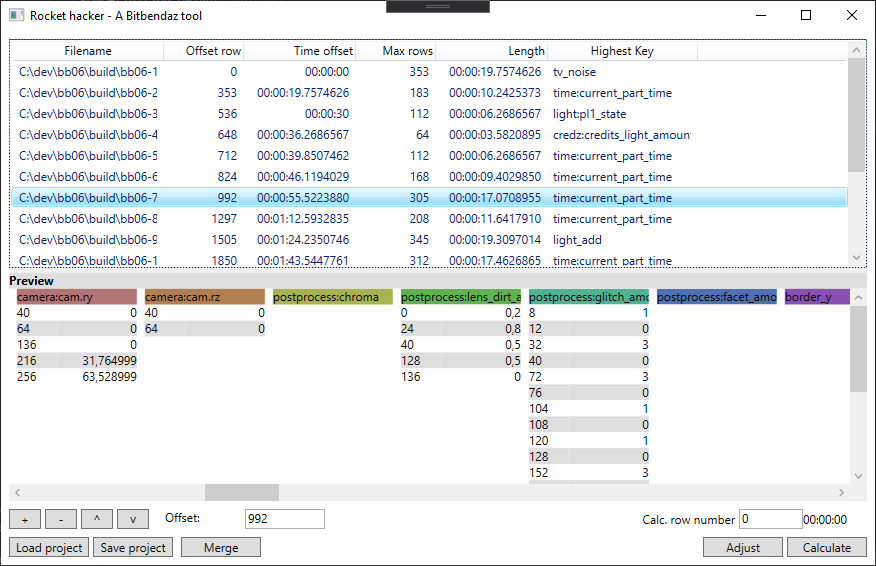 Rocket hacker - A Bitbendaz tool
Filename Offset row Time offset Max rows Length Highest Key
C:\dev\bb06\build\bb06-1 0 00:00:00 353 00:00:19.7574626 tv_noise
C:\dev\bb06\build\bb06-2 353 00:00:19.7574626 183 00:00:10.2425373 time:current_part_time
C:\dev\bb06\build\bb06-3 536 00:00:30 112 00:00:06.2686567 light:pl1_state
C:\dev\bb06\build\bb06-4 648 00:00:36.2686567 64 00:00:03.5820895 credz:credits_light_amoun
C:\dev\bb06\build\bb06-5 712 00:00:39.8507462 112 00:00:06.2686567 time:current_part_time
C:\dev\bb06\build\bb06-6 824 00:00:46.1194029 168 00:00:09.4029850 time:current_part_time
C:\dev\bb06\build\bb06-7 992 00:00:55.5223880 305 00:00:17.0708955 time:current_part_time
C:\dev\bb06\build\bb06-8 1297 00:01:12.5932835 208 00:00:11.6417910 time:current_part_time
C:\dev\bb06\build\bb06-9 1505 00:01:24.2350746 345 00:00:19.3097014 light_add
C:\dev\bb06\build\bb06-1 1850 00:01:43.5447761 312 00:00:17.4626865 time:current_part_time
Preview
camera:cam.ry camera:cam.rz postprocess:chroma postprocess:lens_dirt_a postprocess:glitch_amo postprocess:facet_amo border_y
40 0 40 0 0 0,2 8 1
64 0 64 0 24 0,8 12 0
136 0 40 0,5 32 3
216 31,764999 128 0,5 40 0
256 63,528999 136 0 72 3
76 0
104 1
108 0
120 1
128 0
152 3
+ - ^ v Offset: 992 Calc. row number 0 00:00:00
Load project Save project Merge Adjust Calculate